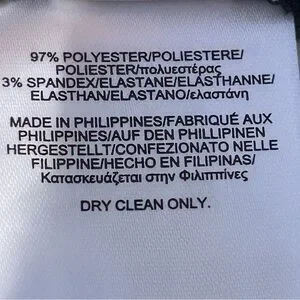 97% POLYESTER/POLIESTERE/
POLIESTER/πολυεστέρας
3% SPANDEX/ELASTANE/ELASTHANNE/
ELASTHAN/ELASTANO/ελαστάνη
MADE IN PHILIPPINES/FABRIQUÉ AUX
PHILIPPINES/AUF DEN PHILLIPINEN
HERGESTELLT/CONFEZIONATO NELLE
FILIPPINE/HECHO EN FILIPINAS/
Κατασκευάζεται στην Φιλιππίνες
DRY CLEAN ONLY.